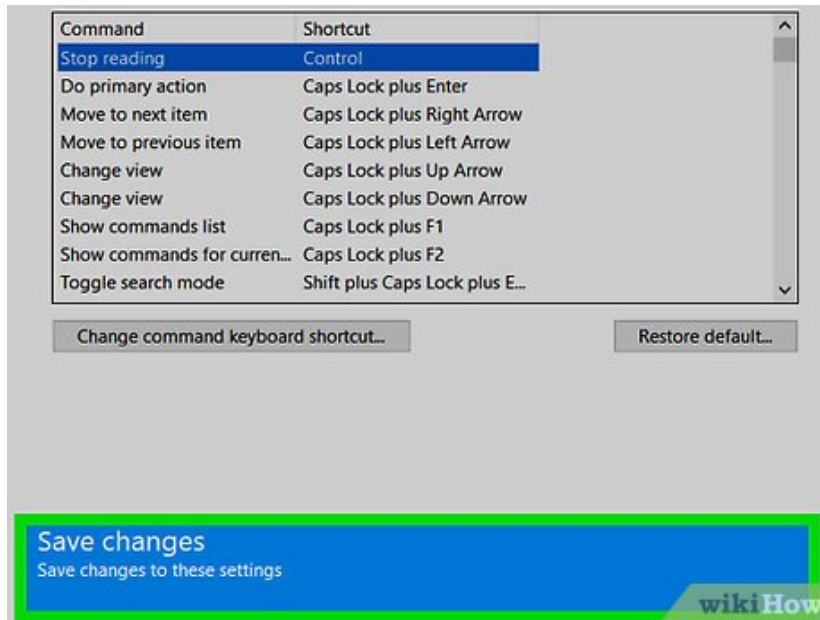 Command Shortcut
Stop reading Control
Do primary action Caps Lock plus Enter
Move to next item Caps Lock plus Right Arrow
Move to previous item Caps Lock plus Left Arrow
Change view Caps Lock plus Up Arrow
Change view Caps Lock plus Down Arrow
Show commands list Caps Lock plus F1
Show commands for curren... Caps Lock plus F2
Toggle search mode Shift plus Caps Lock plus E...
Change command keyboard shortcut... Restore default...
Save changes
Save changes to these settings
wikiHow